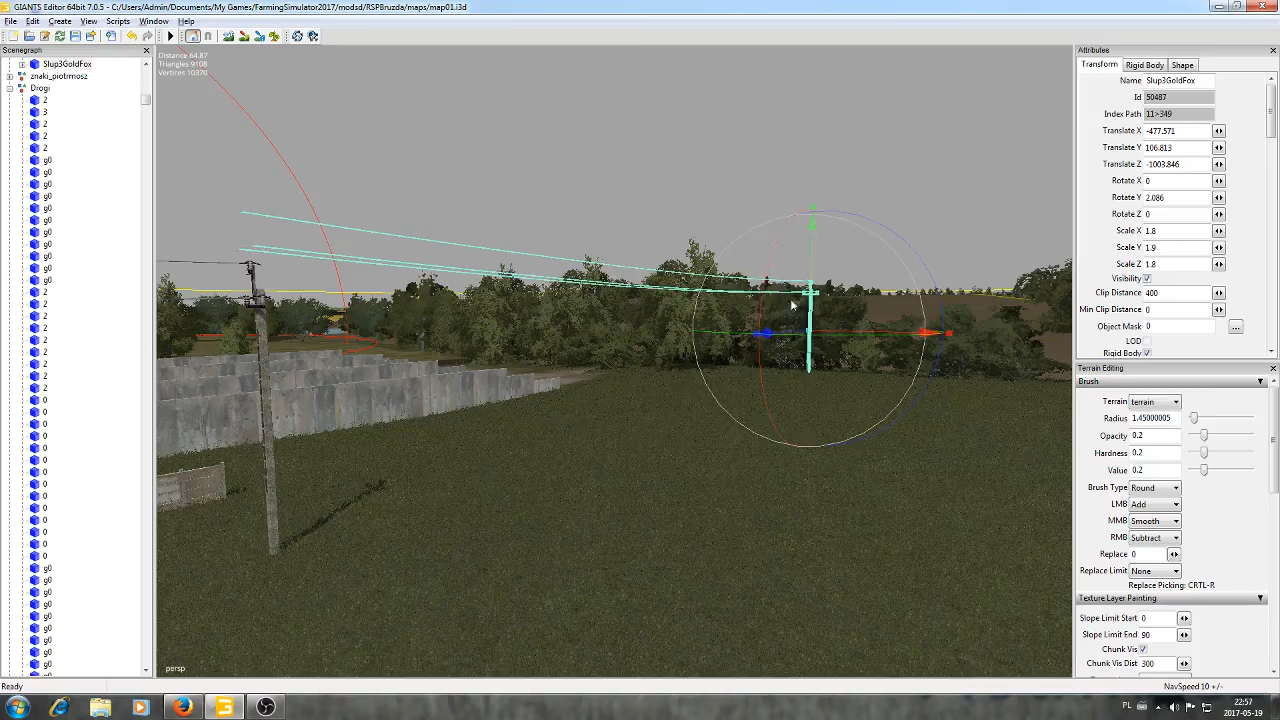 GIANTS Editor 64bit 7.0.5 - C:/Users/Admin/Documents/My Games/FarmingSimulator2017/modsd/RSPBruzda/maps/map01.i3d
File Edit Create View Scripts Window Help
Scenegraph
Slup3GoldFox
znaki_piotrmosz
Drogi
2
3
2
2
2
g0
g0
g0
g0
g0
g0
g0
g0
g0
g0
g0
2
2
2
2
2
2
2
2
2
0
0
0
0
0
0
0
0
0
0
0
0
0
0
g0
g0
g0
g0
g0
g0
g0
g0
g0
Distance 64.87
Triangles 9108
Vertices 10370
persp
Attributes
Transform Rigid Body Shape
Name Slup3GoldFox
Id 50487
Index Path 11>349
Translate X -477.571
Translate Y 106.813
Translate Z -1003.846
Rotate X 0
Rotate Y 2.086
Rotate Z 0
Scale X 1.8
Scale Y 1.9
Scale Z 1.8
Visibility
Clip Distance 400
Min Clip Distance 0
Object Mask 0 ...
LOD
Rigid Body
Terrain Editing
Brush
Terrain terrain
Radius 1.45000005
Opacity 0.2
Hardness 0.2
Value 0.2
Brush Type Round
LMB Add
MMB Smooth
RMB Subtract
Replace 0
Replace Limit None
Replace Picking: CRTL-R
Texture Layer Painting
Slope Limit Start 0
Slope Limit End 90
Chunk Vis
Chunk Vis Dist 300
Ready
NavSpeed 10 +/-
PL
22:57
2017-05-19